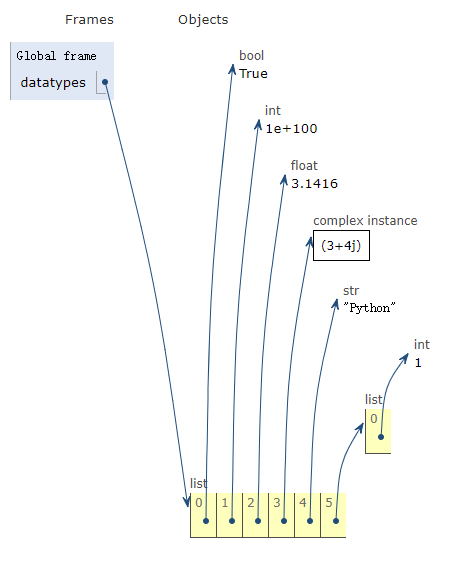 Frames Objects
Global frame
datatypes
bool
True
int
1e+100
float
3.1416
complex instance
(3+4j)
str
"Python"
int
1
list
0
list
0 1 2 3 4 5